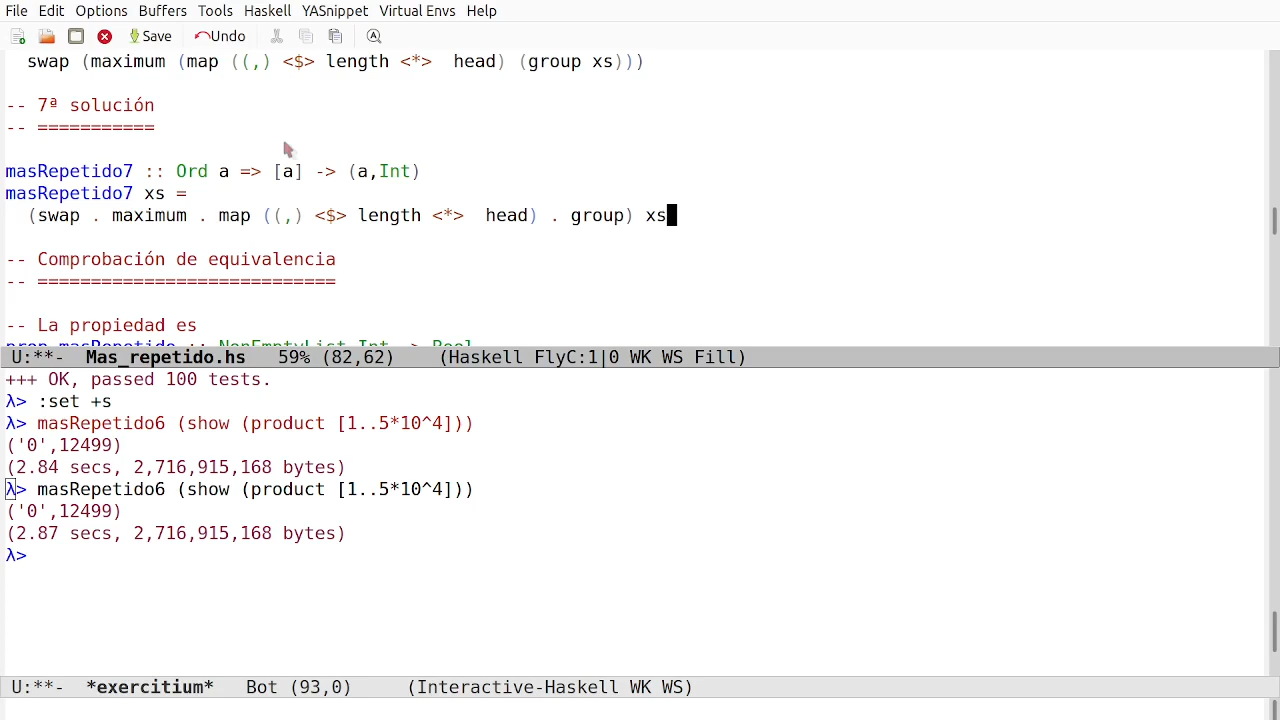 File Edit Options Buffers Tools Haskell YASnippet Virtual Envs Help
Save Undo
swap (maximum (map ((,) <$> length <*>  head) (group xs)))
-- 7ª solución
-- ===========
masRepetido7 :: Ord a => [a] -> (a,Int)
masRepetido7 xs =
(swap . maximum . map ((,) <$> length <*>  head) . group) xs
-- Comprobación de equivalencia
-- ============================
-- La propiedad es
prop_masRepetido :: NonEmptyList Int -> Bool
U:**-  Mas_repetido.hs   59% (82,62)    (Haskell FlyC:1|0 WK WS Fill)
+++ OK, passed 100 tests.
λ> :set +s
λ> masRepetido6 (show (product [1..5*10^4]))
('0',12499)
(2.84 secs, 2,716,915,168 bytes)
λ> masRepetido6 (show (product [1..5*10^4]))
('0',12499)
(2.87 secs, 2,716,915,168 bytes)
λ>
U:**-  *exercitium*   Bot (93,0)    (Interactive-Haskell WK WS)